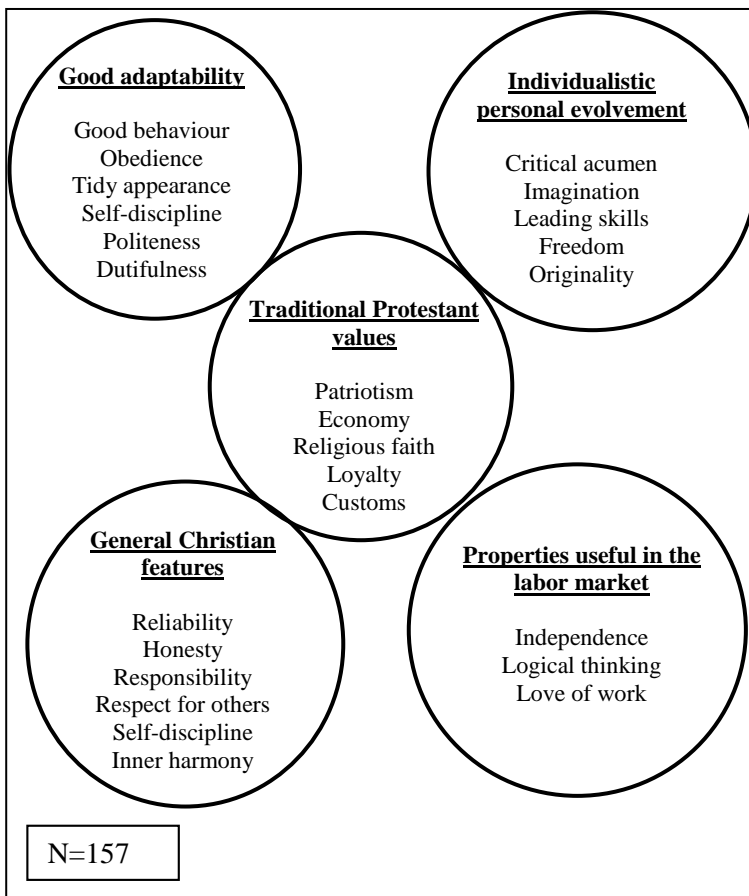 Good adaptability
Good behaviour
Obedience
Tidy appearance
Self-discipline
Politeness
Dutifulness
Individualistic
personal evolvement
Critical acumen
Imagination
Leading skills
Freedom
Originality
Traditional Protestant
values
Patriotism
Economy
Religious faith
Loyalty
Customs
General Christian
features
Reliability
Honesty
Responsibility
Respect for others
Self-discipline
Inner harmony
Properties useful in the
labor market
Independence
Logical thinking
Love of work
N=157